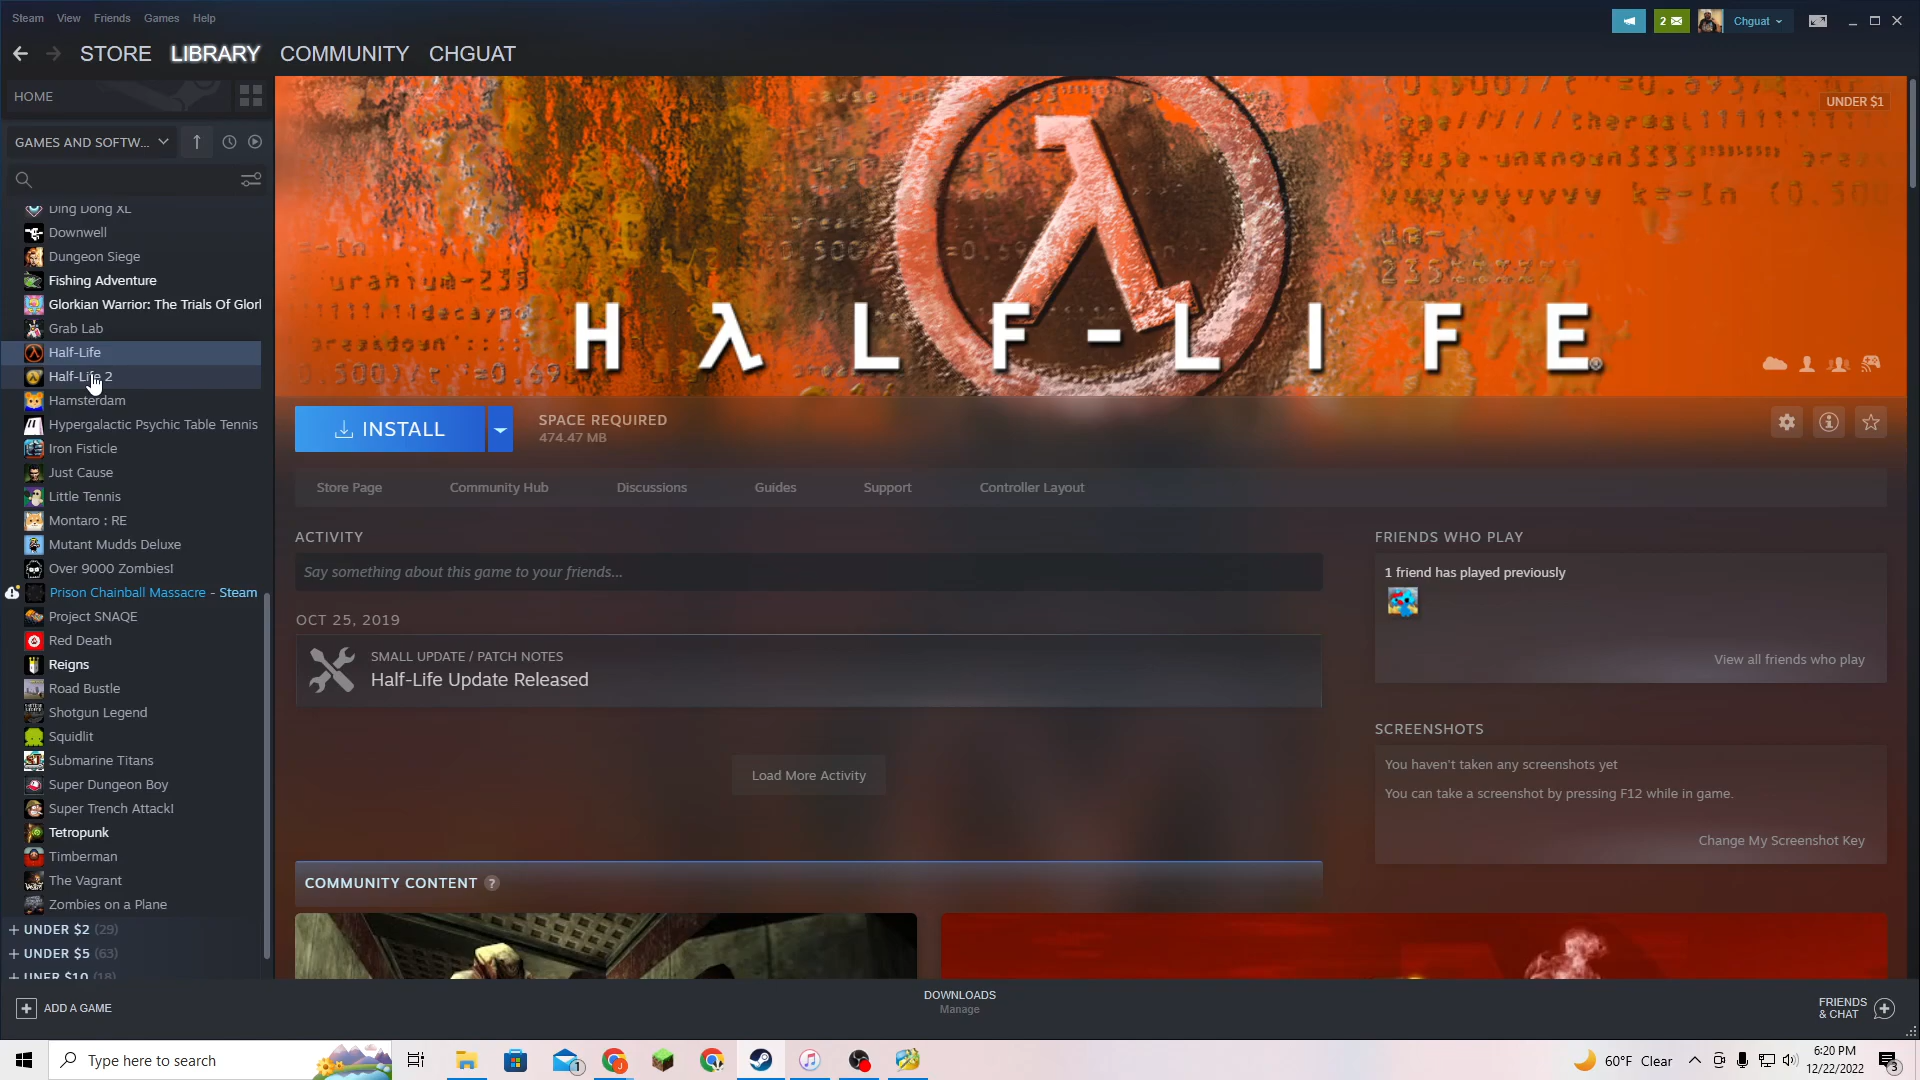 Steam View Friends Games Help
2
Chguat
STORE LIBRARY COMMUNITY CHGUAT
HOME
GAMES AND SOFTW...
Ding Dong XL
Downwell
Dungeon Siege
Fishing Adventure
Glorkian Warrior: The Trials Of Glorl
Grab Lab
Half-Life
Half-Life 2
Hamsterdam
Hypergalactic Psychic Table Tennis
Iron Fisticle
Just Cause
Little Tennis
Montaro : RE
Mutant Mudds Deluxe
Over 9000 Zombies!
Prison Chainball Massacre - Steam
Project SNAQE
Red Death
Reigns
Road Bustle
Shotgun Legend
Squidlit
Submarine Titans
Super Dungeon Boy
Super Trench Attack!
Tetropunk
Timberman
The Vagrant
Zombies on a Plane
+ UNDER $2 (29)
+ UNDER $5 (63)
+ UNER $10 (18)
UNDER $1
H λ L F - L I F E ®
INSTALL
SPACE REQUIRED
474.47 MB
Store Page Community Hub Discussions Guides Support Controller Layout
ACTIVITY
Say something about this game to your friends...
OCT 25, 2019
SMALL UPDATE / PATCH NOTES
Half-Life Update Released
Load More Activity
COMMUNITY CONTENT ?
FRIENDS WHO PLAY
1 friend has played previously
View all friends who play
SCREENSHOTS
You haven't taken any screenshots yet
You can take a screenshot by pressing F12 while in game.
Change My Screenshot Key
ADD A GAME
DOWNLOADS
Manage
FRIENDS
& CHAT
Type here to search
1
60°F Clear
6:20 PM
12/22/2022
3